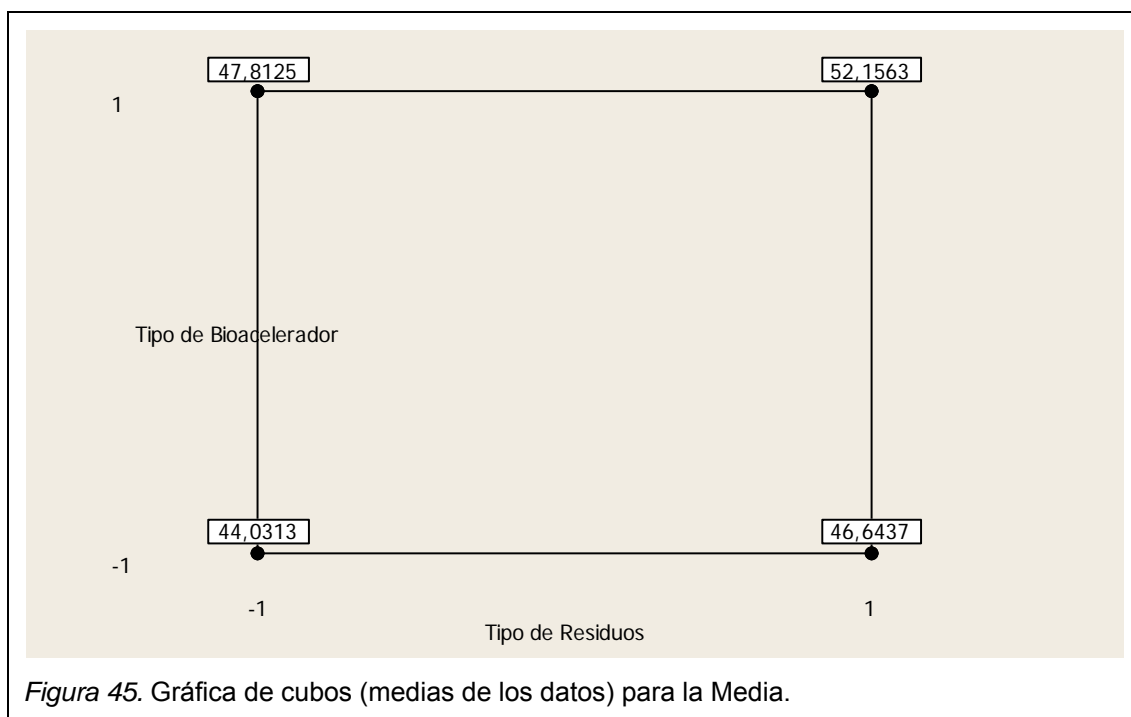 47,8125
52,1563
1
Tipo de Bioacelerador
44,0313
46,6437
-1
-1
1
Tipo de Residuos
Figura 45. Gráfica de cubos (medias de los datos) para la Media.